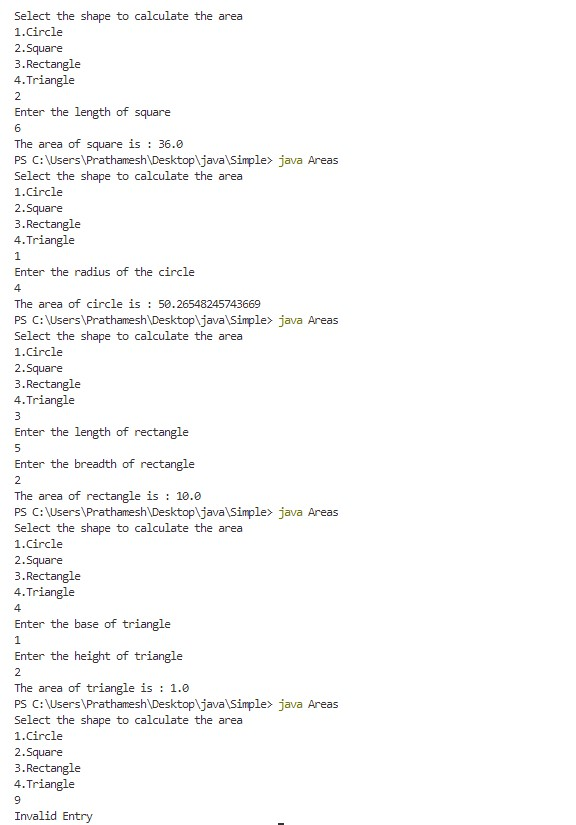 Select the shape to calculate the area
1.Circle
2.Square
3.Rectangle
4.Triangle
2
Enter the length of square
6
The area of square is : 36.0
PS C:\Users\Prathamesh\Desktop\java\Simple> java Areas
Select the shape to calculate the area
1.Circle
2.Square
3.Rectangle
4.Triangle
1
Enter the radius of the circle
4
The area of circle is : 50.26548245743669
PS C:\Users\Prathamesh\Desktop\java\Simple> java Areas
Select the shape to calculate the area
1.Circle
2.Square
3.Rectangle
4.Triangle
3
Enter the length of rectangle
5
Enter the breadth of rectangle
2
The area of rectangle is : 10.0
PS C:\Users\Prathamesh\Desktop\java\Simple> java Areas
Select the shape to calculate the area
1.Circle
2.Square
3.Rectangle
4.Triangle
4
Enter the base of triangle
1
Enter the height of triangle
2
The area of triangle is : 1.0
PS C:\Users\Prathamesh\Desktop\java\Simple> java Areas
Select the shape to calculate the area
1.Circle
2.Square
3.Rectangle
4.Triangle
9
Invalid Entry